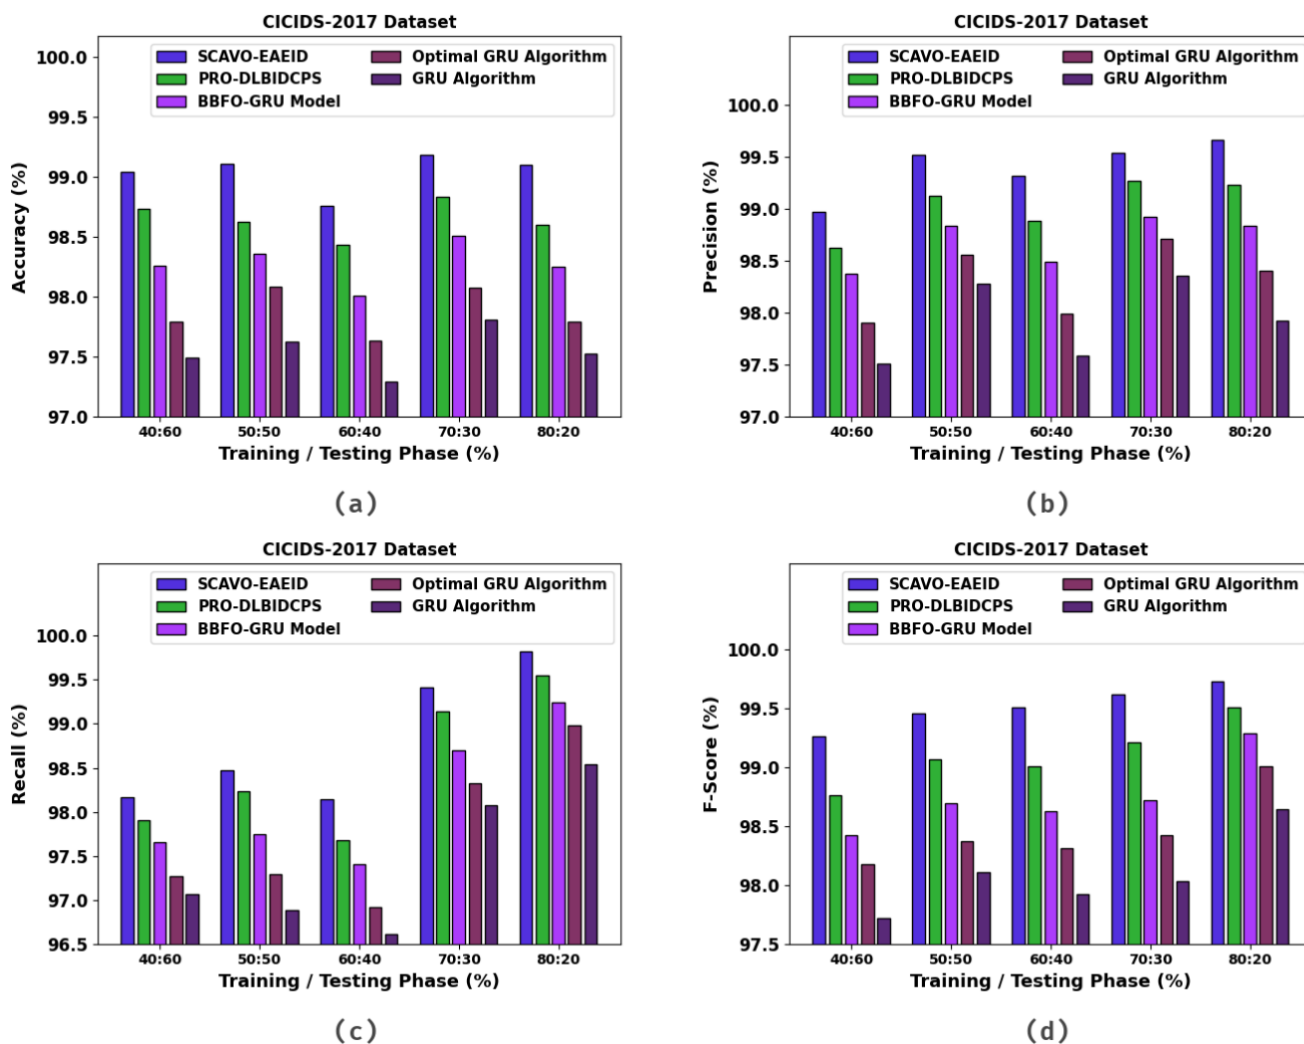 CICIDS-2017 Dataset
SCAVO-EAEID
PRO-DLBIDCPS
BBFO-GRU Model
Optimal GRU Algorithm
GRU Algorithm
Accuracy (%)
100.0
99.5
99.0
98.5
98.0
97.5
97.0
40:60 50:50 60:40 70:30 80:20
Training / Testing Phase (%)
(a)
CICIDS-2017 Dataset
SCAVO-EAEID
PRO-DLBIDCPS
BBFO-GRU Model
Optimal GRU Algorithm
GRU Algorithm
Precision (%)
100.0
99.5
99.0
98.5
98.0
97.5
97.0
40:60 50:50 60:40 70:30 80:20
Training / Testing Phase (%)
(b)
CICIDS-2017 Dataset
SCAVO-EAEID
PRO-DLBIDCPS
BBFO-GRU Model
Optimal GRU Algorithm
GRU Algorithm
Recall (%)
100.0
99.5
99.0
98.5
98.0
97.5
97.0
96.5
40:60 50:50 60:40 70:30 80:20
Training / Testing Phase (%)
(c)
CICIDS-2017 Dataset
SCAVO-EAEID
PRO-DLBIDCPS
BBFO-GRU Model
Optimal GRU Algorithm
GRU Algorithm
F-Score (%)
100.0
99.5
99.0
98.5
98.0
97.5
40:60 50:50 60:40 70:30 80:20
Training / Testing Phase (%)
(d)